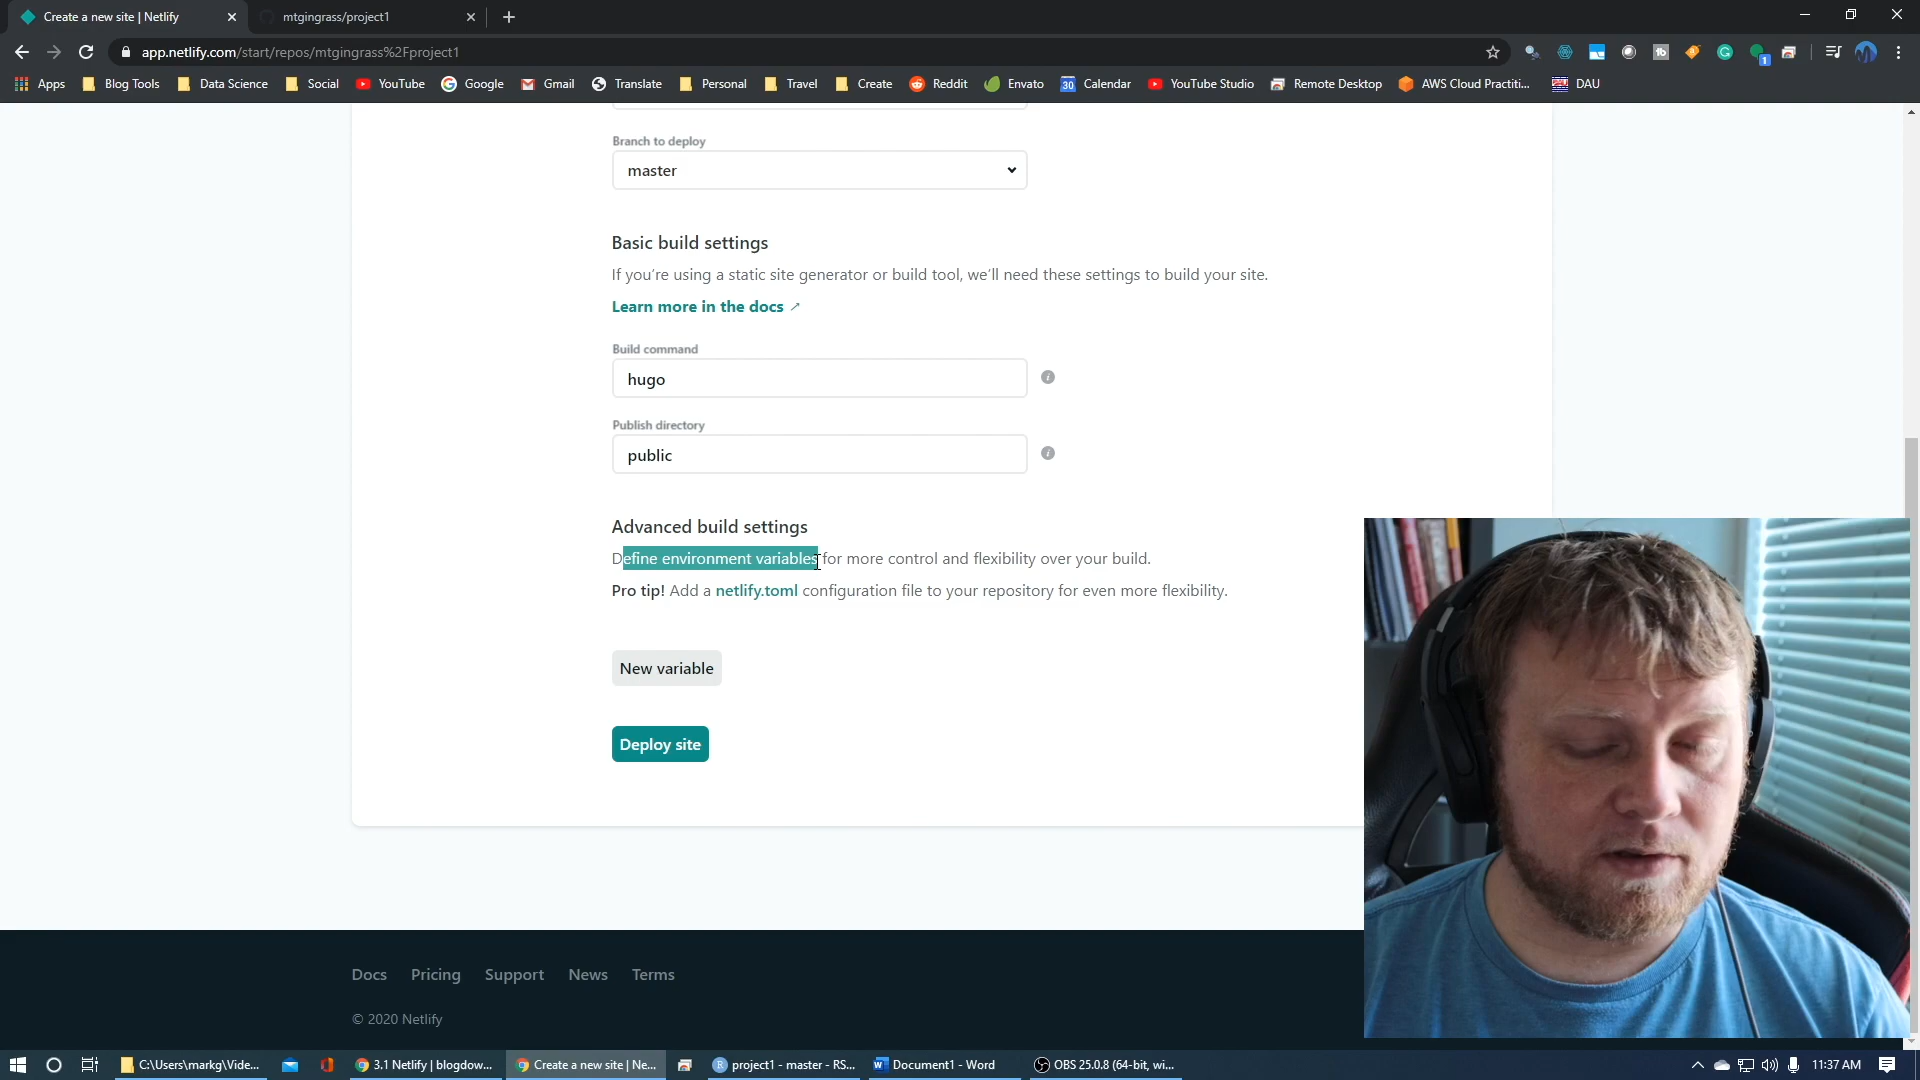 Create a new site | Netlify
mtgingrass/project1
app.netlify.com/start/repos/mtgingrass%2Fproject1
Apps Blog Tools Data Science Social YouTube Google Gmail Translate Personal Travel Create Reddit Envato 30 Calendar YouTube Studio Remote Desktop AWS Cloud Practiti... DAU
Branch to deploy
master
Basic build settings
If you're using a static site generator or build tool, we'll need these settings to build your site.
Learn more in the docs ↗
Build command
hugo
Publish directory
public
Advanced build settings
Define environment variables for more control and flexibility over your build.
Pro tip! Add a netlify.toml configuration file to your repository for even more flexibility.
New variable
Deploy site
Docs Pricing Support News Terms
© 2020 Netlify
C:\Users\markg\Vide... 3.1 Netlify | blogdow... Create a new site | Ne... project1 - master - RS... Document1 - Word OBS 25.0.8 (64-bit, wi... 11:37 AM